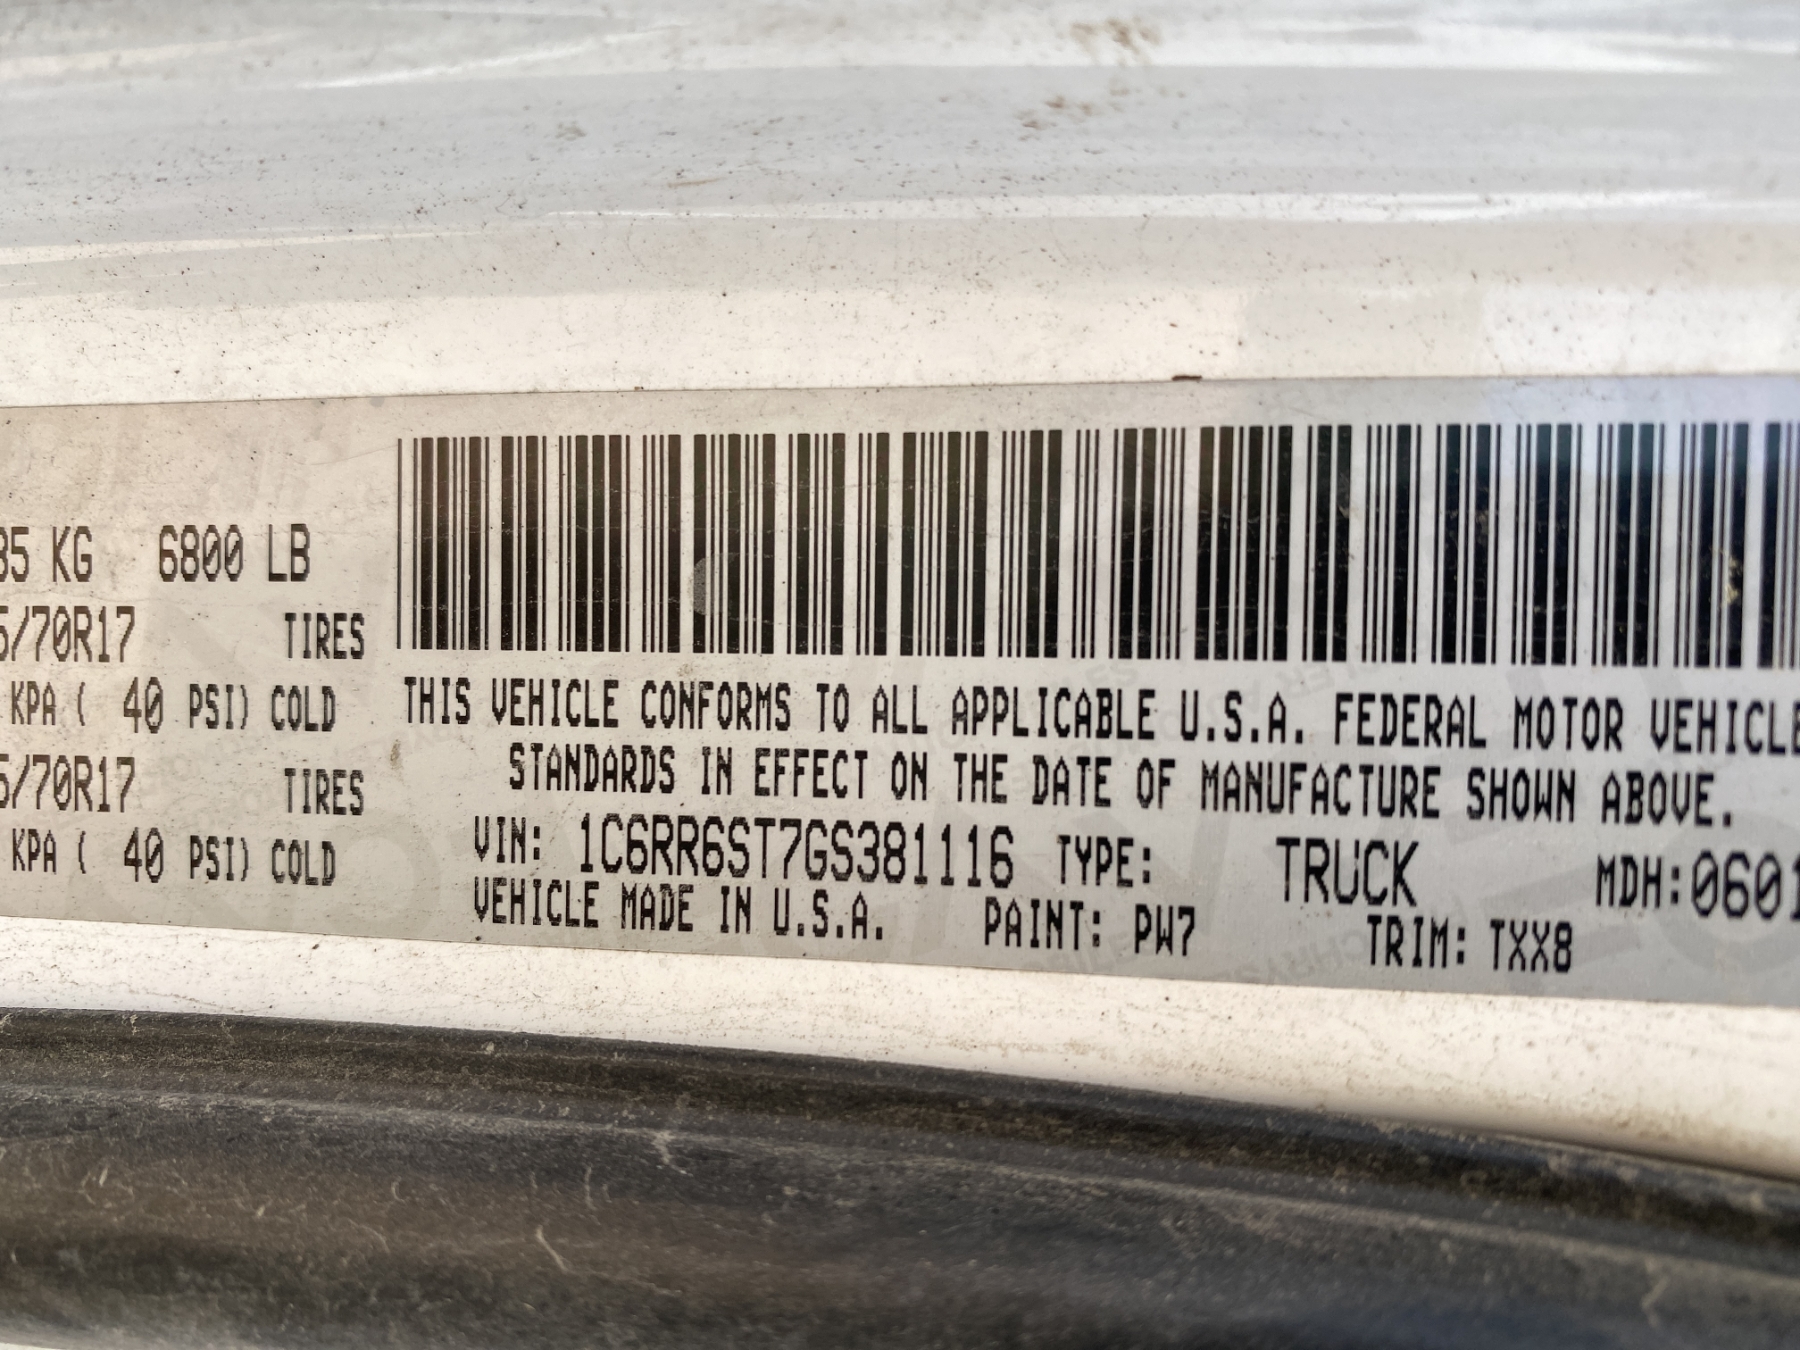 85 KG 6800 LB
5/70R17 TIRES
KPA ( 40 PSI) COLD
5/70R17 TIRES
KPA ( 40 PSI) COLD
THIS VEHICLE CONFORMS TO ALL APPLICABLE U.S.A. FEDERAL MOTOR VEHICLE
STANDARDS IN EFFECT ON THE DATE OF MANUFACTURE SHOWN ABOVE.
VIN: 1C6RR6ST7GS381116 TYPE: TRUCK MDH:0601
VEHICLE MADE IN U.S.A. PAINT: PW7 TRIM: TXX8